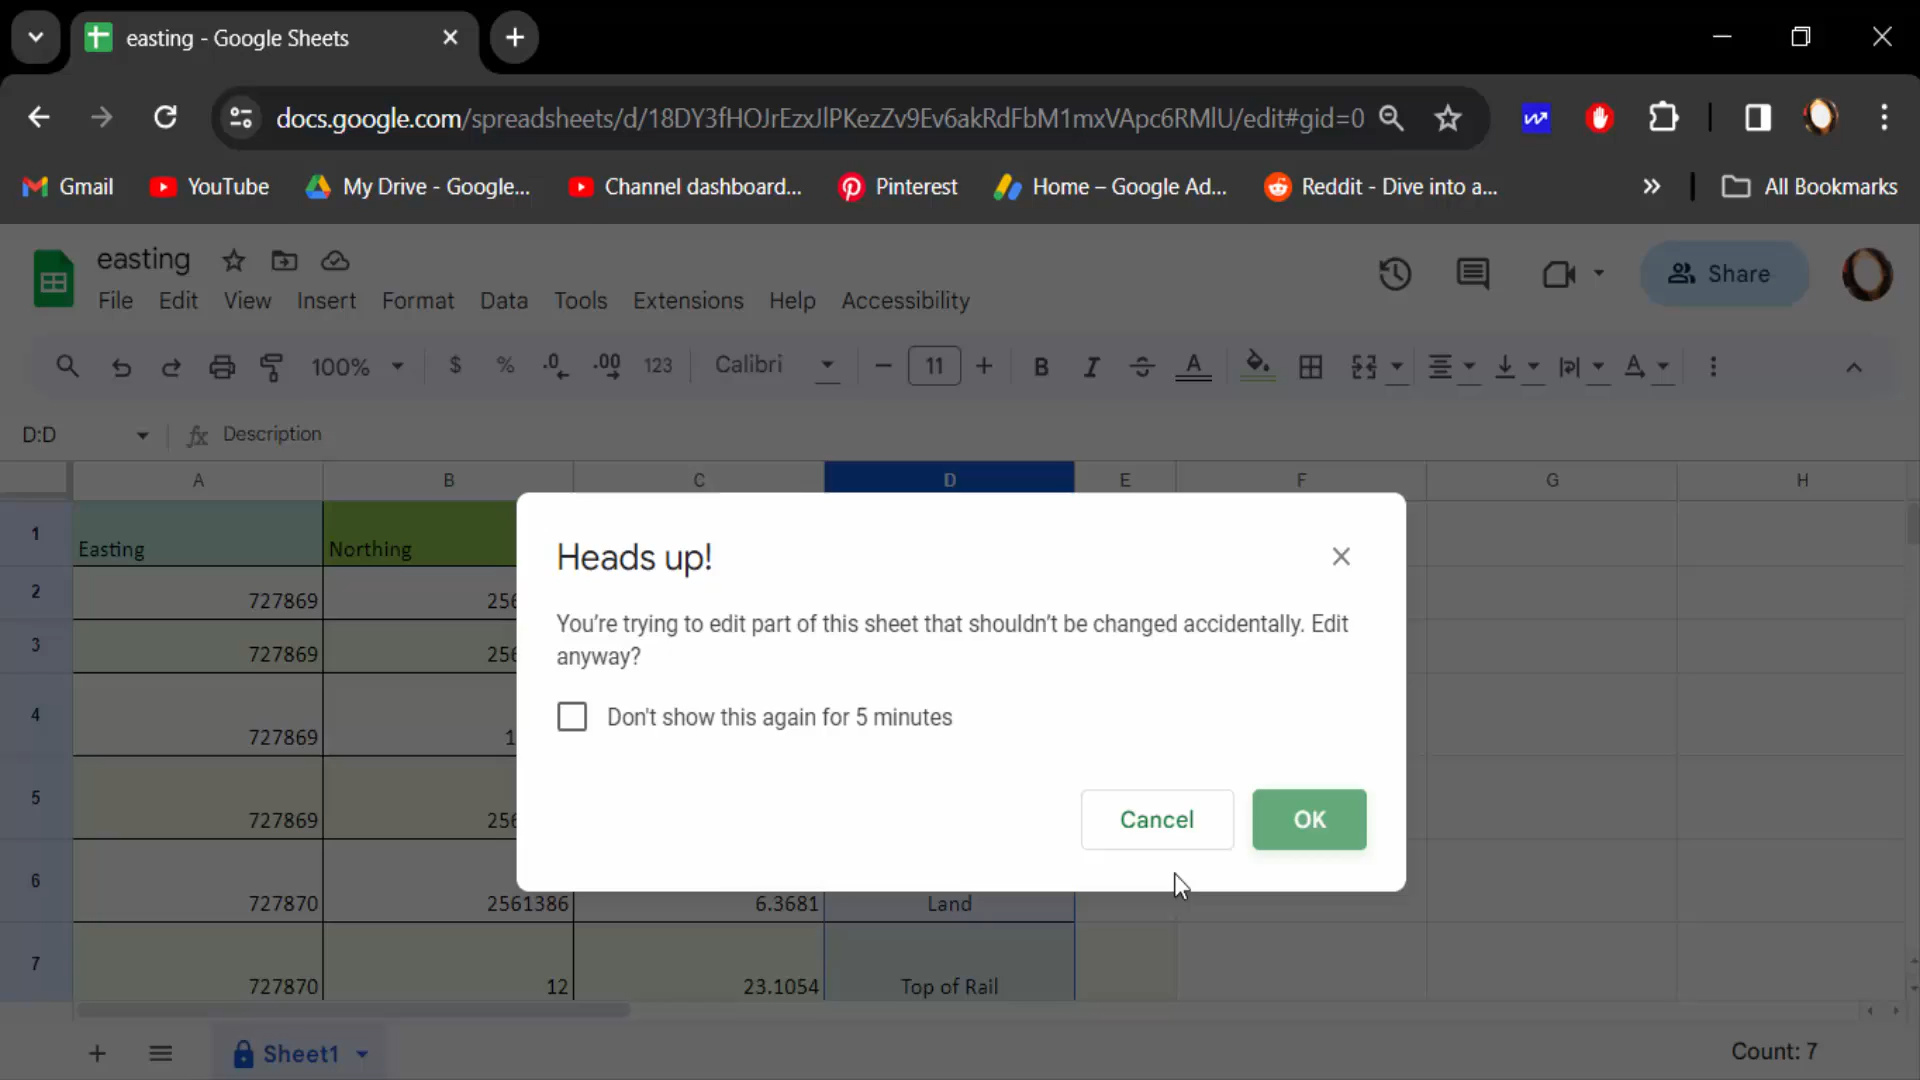 easting - Google Sheets
docs.google.com/spreadsheets/d/18DY3fHOJrEzxJlPKezZv9Ev6akRdFbM1mxVApc6RMlU/edit#gid=0
Gmail YouTube My Drive - Google... Channel dashboard... Pinterest Home – Google Ad... Reddit - Dive into a... » All Bookmarks
easting
File Edit View Insert Format Data Tools Extensions Help Accessibility
Share
100% $ % .0 .00 123 Calibri 11 B I A A
D:D fx Description
A B C D E F G H
1 Easting Northing
2 727869 256
3 727869 256
4 727869 1
5 727869 256
6 727870 2561386 6.3681 Land
7 727870 12 23.1054 Top of Rail
Heads up!
You're trying to edit part of this sheet that shouldn't be changed accidentally. Edit
anyway?
Don't show this again for 5 minutes
Cancel OK
Sheet1 Count: 7